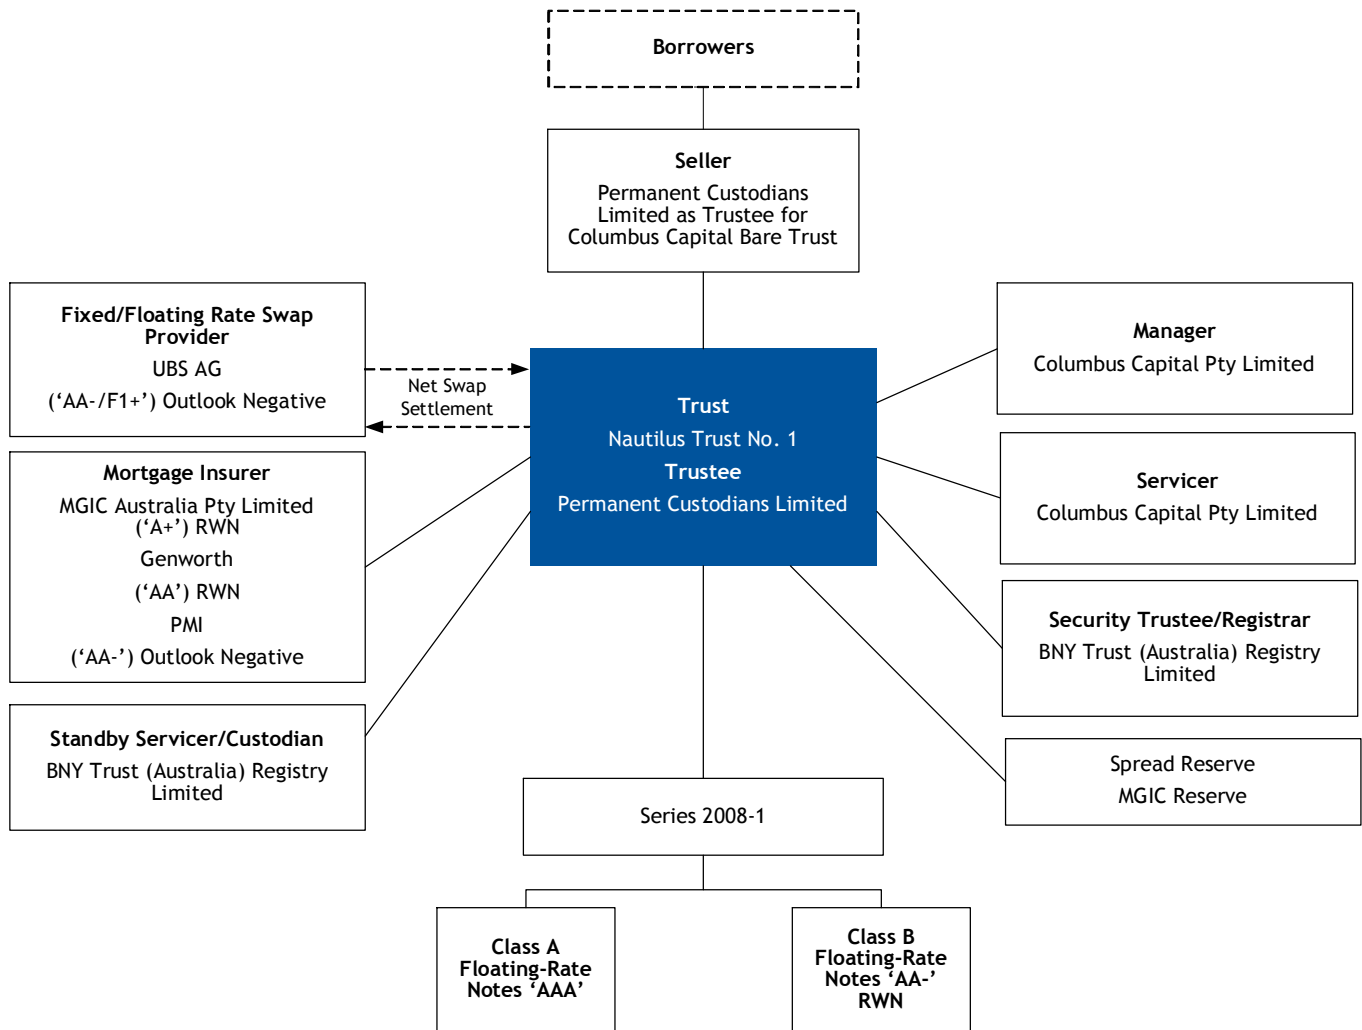 Borrowers
Seller
Permanent Custodians
Limited as Trustee for
Columbus Capital Bare Trust
Fixed/Floating Rate Swap
Provider
UBS AG
(‘AA-/F1+’) Outlook Negative
Net Swap
Settlement
Trust
Nautilus Trust No. 1
Trustee
Permanent Custodians Limited
Manager
Columbus Capital Pty Limited
Mortgage Insurer
MGIC Australia Pty Limited
(‘A+’) RWN
Genworth
(‘AA’) RWN
PMI
(‘AA-’) Outlook Negative
Servicer
Columbus Capital Pty Limited
Security Trustee/Registrar
BNY Trust (Australia) Registry
Limited
Standby Servicer/Custodian
BNY Trust (Australia) Registry
Limited
Spread Reserve
MGIC Reserve
Series 2008-1
Class A
Floating-Rate
Notes ‘AAA’
Class B
Floating-Rate
Notes ‘AA-’
RWN